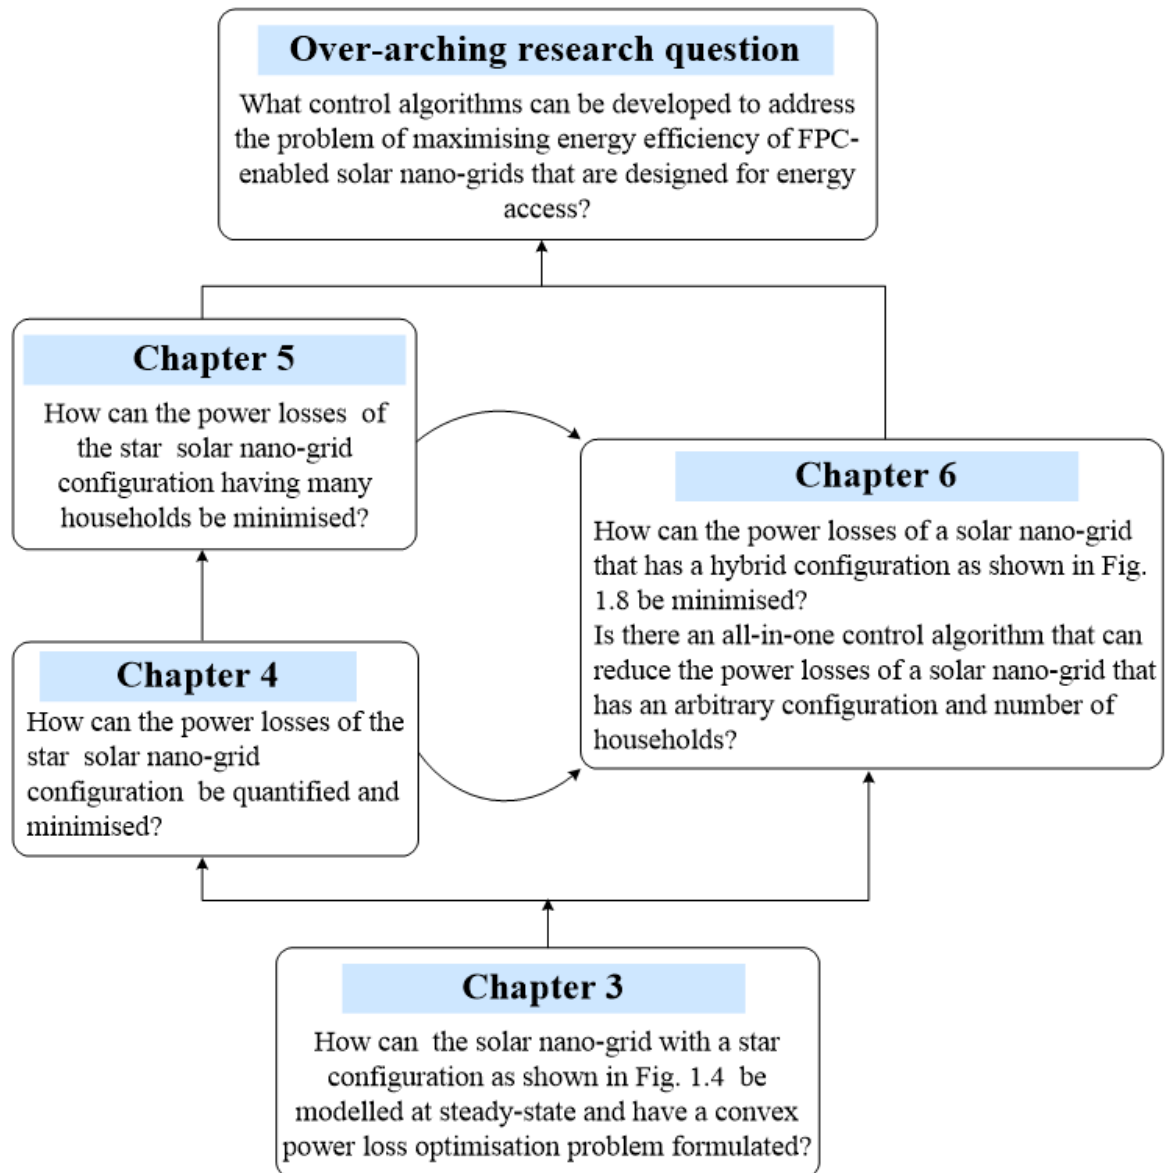 Over-arching research question
What control algorithms can be developed to address
the problem of maximising energy efficiency of FPC-
enabled solar nano-grids that are designed for energy
access?
Chapter 5
How can the power losses of
the star solar nano-grid
configuration having many
households be minimised?
Chapter 6
How can the power losses of a solar nano-grid
that has a hybrid configuration as shown in Fig.
1.8 be minimised?
Is there an all-in-one control algorithm that can
reduce the power losses of a solar nano-grid that
has an arbitrary configuration and number of
households?
Chapter 4
How can the power losses of the
star solar nano-grid
configuration be quantified and
minimised?
Chapter 3
How can the solar nano-grid with a star
configuration as shown in Fig. 1.4 be
modelled at steady-state and have a convex
power loss optimisation problem formulated?